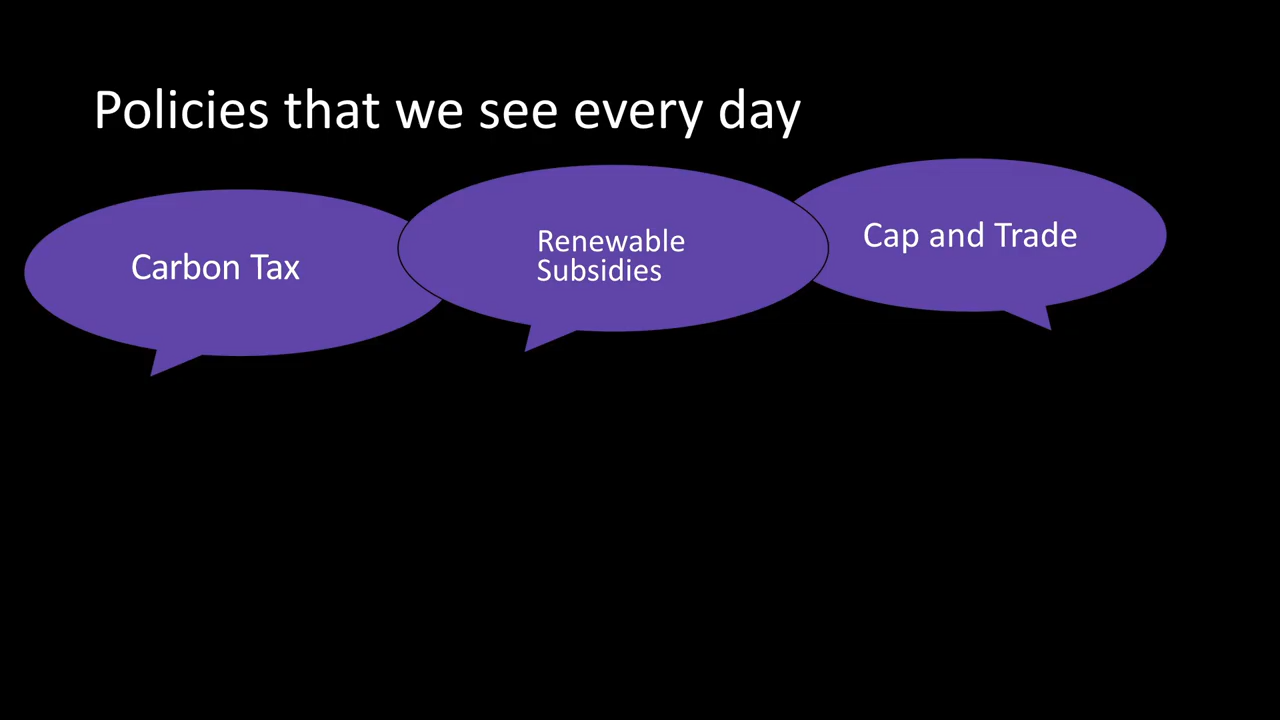 Policies that we see every day
Carbon Tax
Renewable
Subsidies
Cap and Trade